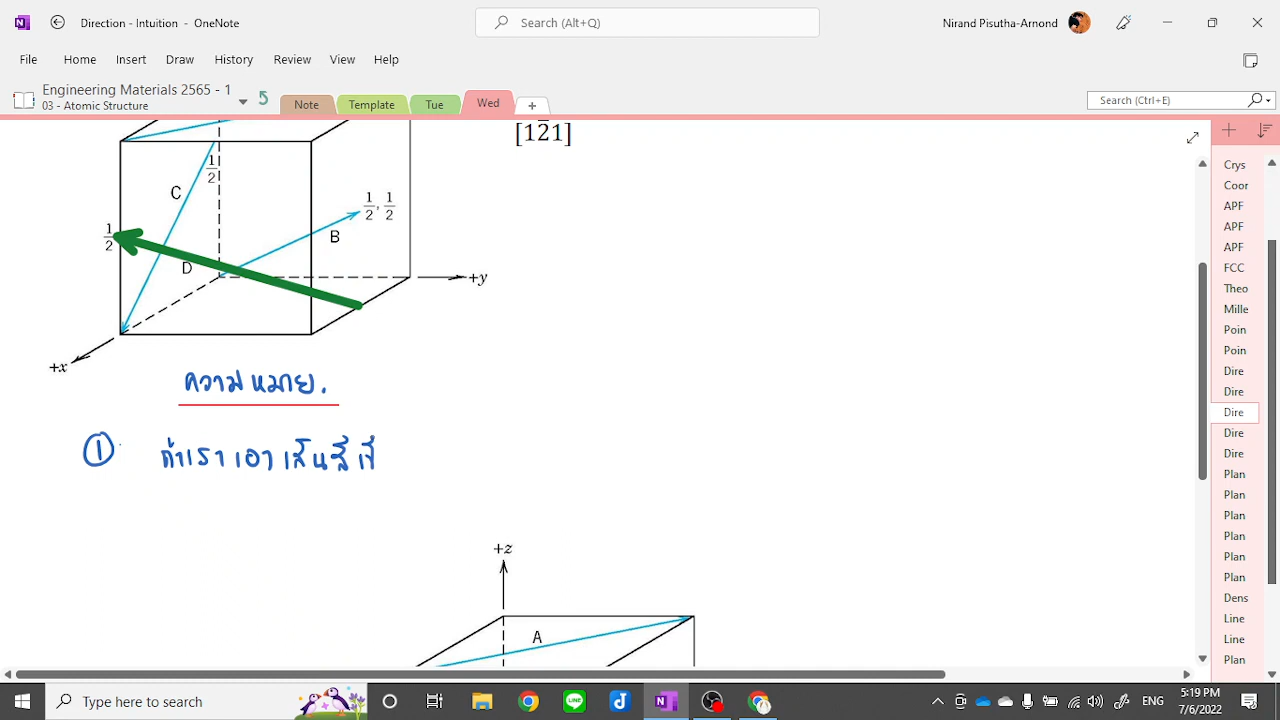 Direction - Intuition - OneNote
Search (Alt+Q)
Nirand Pisutha-Arnond
File Home Insert Draw History Review View Help
Engineering Materials 2565 - 1
03 - Atomic Structure
Note Template Tue Wed +
Search (Ctrl+E)
[12̅1]
1/2
C
1/2, 1/2
1/2
B
D
+y
+x
ความหมาย.
① ถ้าเราเอาเส้นสี
+z
A
Crys
Coor
APF
APF
APF
FCC
Theo
Mille
Poin
Poin
Dire
Dire
Dire
Dire
Dire
Plan
Plan
Plan
Plan
Plan
Plan
Dens
Line
Line
Plan
Type here to search
LINE
ENG
5:19 PM
7/6/2022